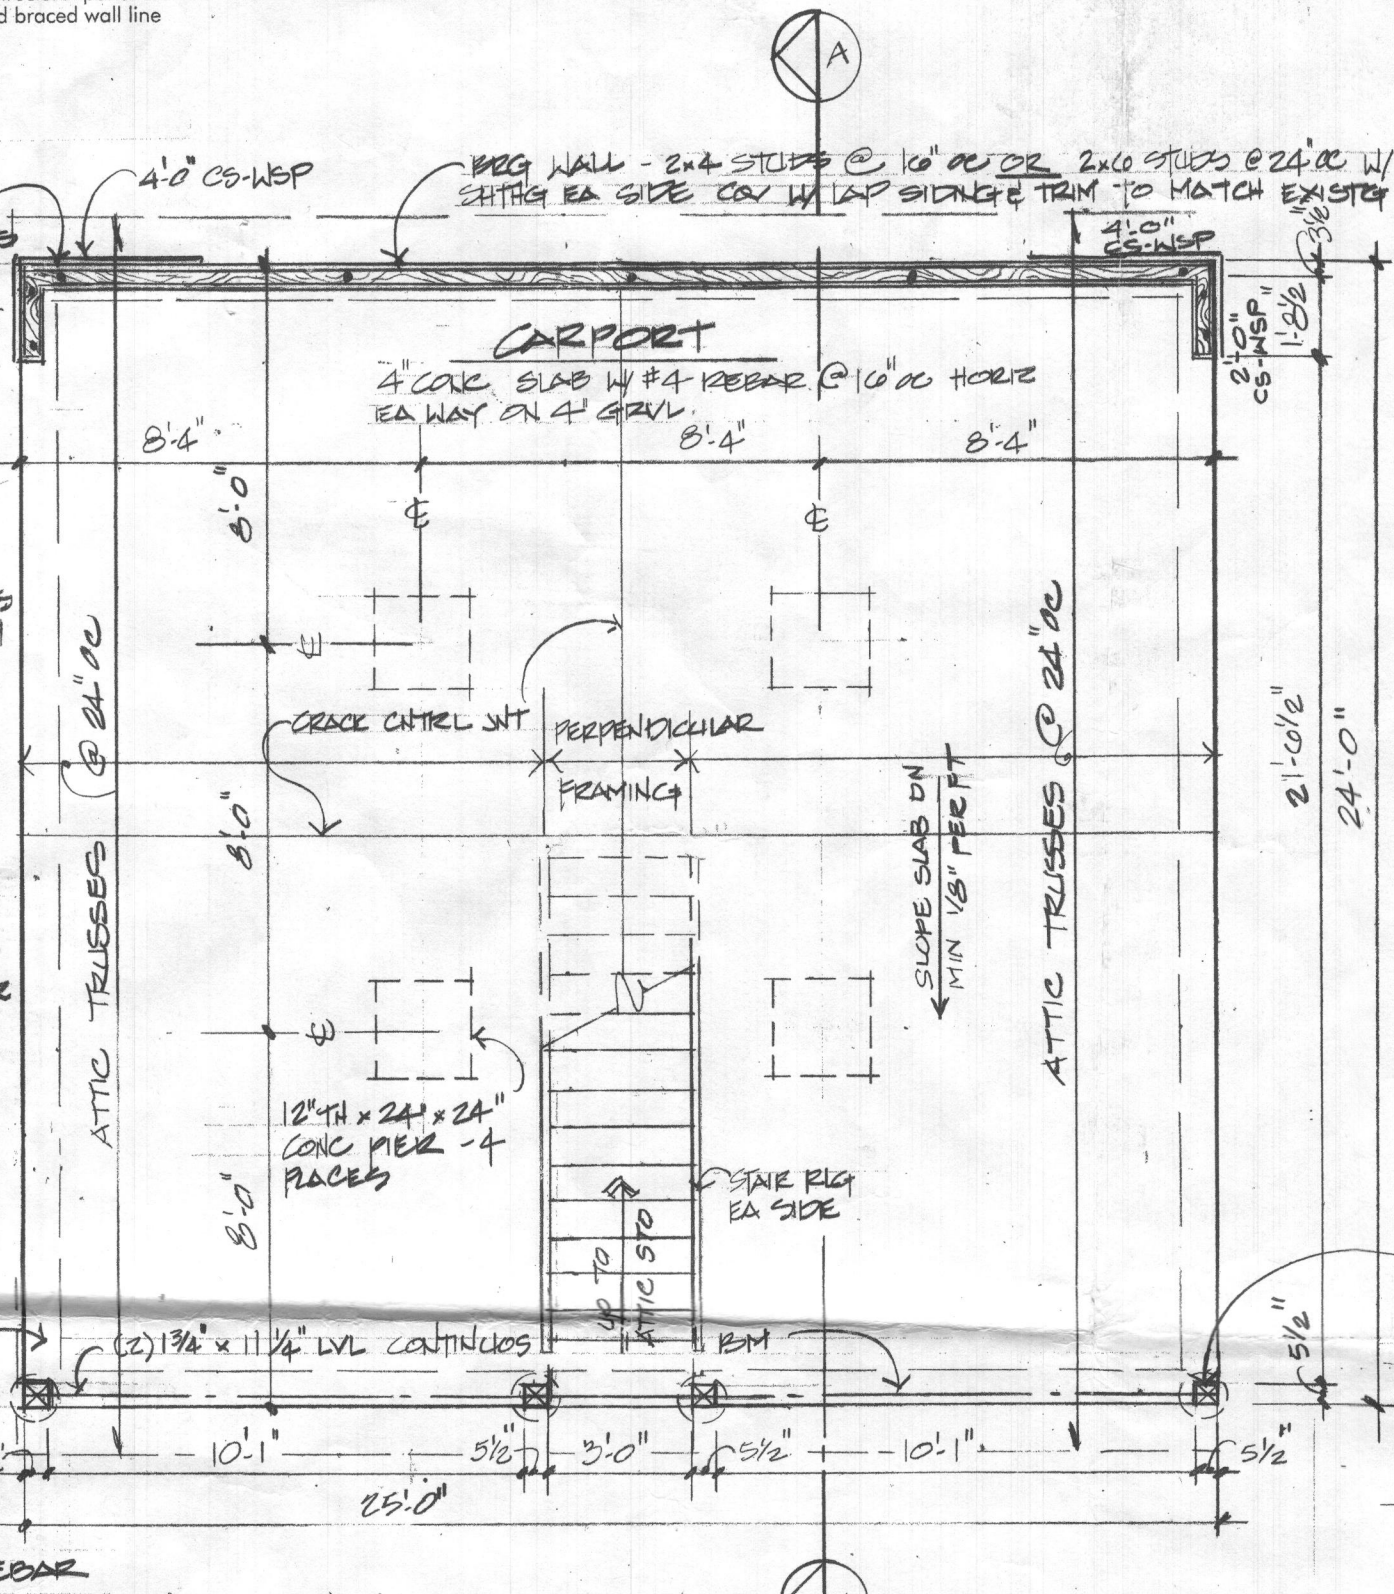 d braced wall line
A
4'-0" CS-WSP
BRG WALL - 2x4 STUDS @ 16" OC OR 2x6 STUDS @ 24" OC W/
SHTHG EA SIDE COV W/ LAP SIDING & TRIM TO MATCH EXISTG
4'-0"
CS-WSP
3½"
1'-8½"
2'-0"
CS-WSP
CARPORT
4" CONC SLAB W/ #4 REBAR @ 16" OC HORIZ
EA WAY ON 4" GRVL.
8'-4"
8'-4"
8'-4"
8'-0"
℄
℄
℄
ATTIC TRUSSES @ 24" OC
ATTIC TRUSSES @ 24" OC
CRACK CNTRL JNT
PERPENDICULAR
FRAMING
8'-0"
SLOPE SLAB DN
MIN 1/8" PER FT
21'-6½"
24'-0"
℄
12" TH x 24" x 24"
CONC PIER - 4
PLACES
8'-0"
STAIR RLG
EA SIDE
UP TO
ATTIC STO
(2) 1¾" x 11¼" LVL CONTINUOS
BM
5½"
10'-1"
5½"
3'-0"
5½"
10'-1"
5½"
25'-0"
EBAR